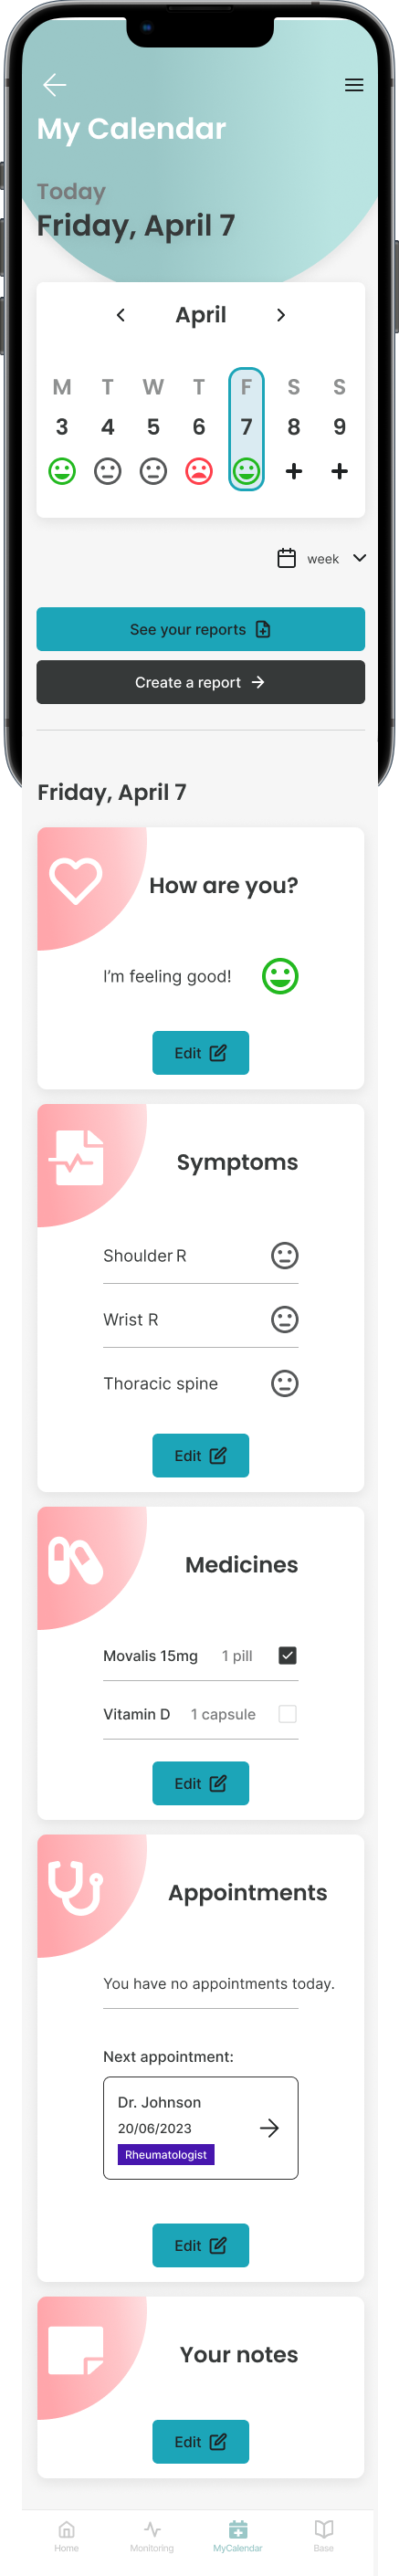 My Calendar
Today
Friday, April 7
April
M T W T F S S
3 4 5 6 7 8 9
week
See your reports
Create a report
Friday, April 7
How are you?
I'm feeling good!
Edit
Symptoms
Shoulder R
Wrist R
Thoracic spine
Edit
Medicines
Movalis 15mg 1 pill
Vitamin D 1 capsule
Edit
Appointments
You have no appointments today.
Next appointment:
Dr. Johnson
20/06/2023
Rheumatologist
Edit
Your notes
Edit
Home Monitoring MyCalendar Base